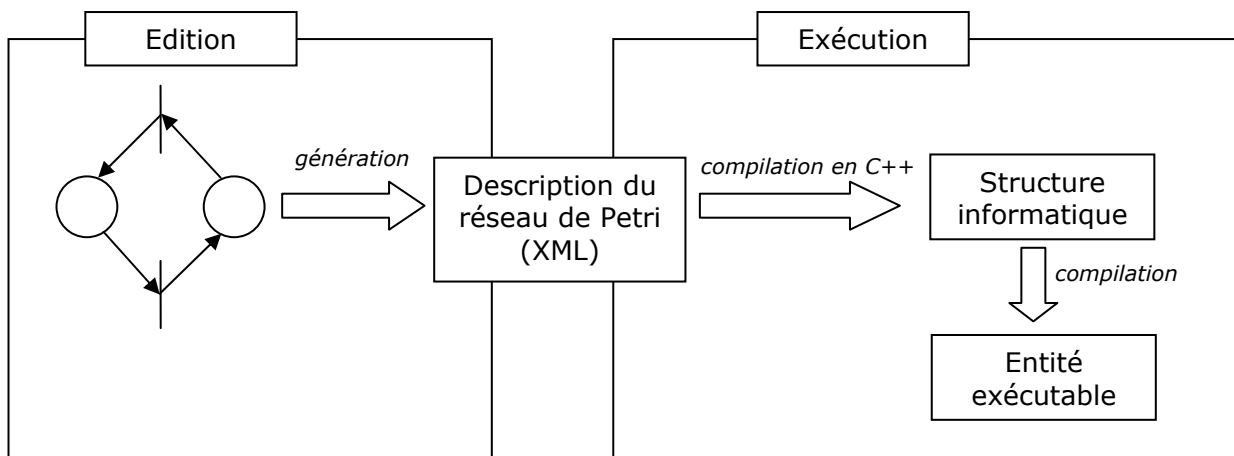 Edition
Exécution
génération
Description du
réseau de Petri
(XML)
compilation en C++
Structure
informatique
compilation
Entité
exécutable